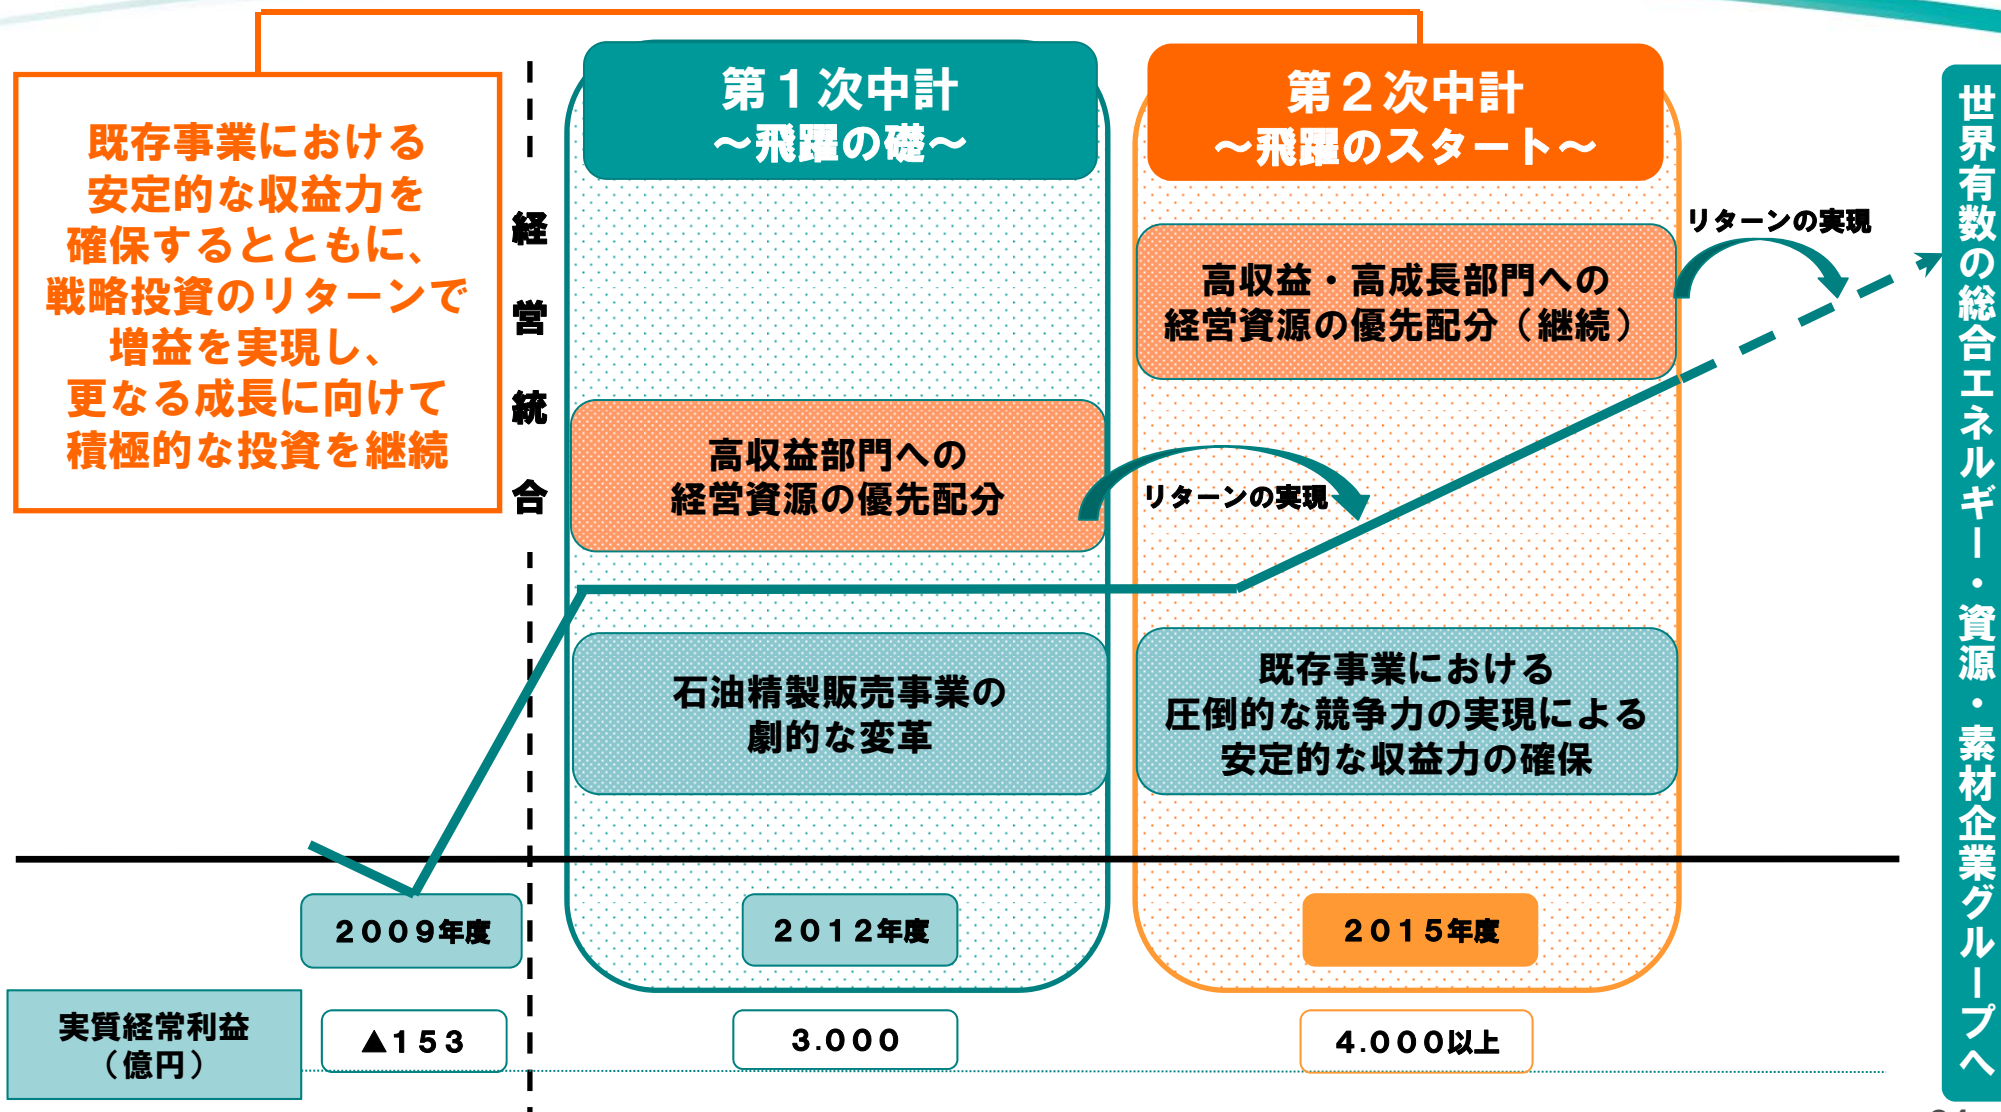 既存事業における
安定的な収益力を
確保するとともに、
戦略投資のリターンで
増益を実現し、
更なる成長に向けて
積極的な投資を継続
経営統合
第１次中計
～飛躍の礎～
高収益部門への
経営資源の優先配分
石油精製販売事業の
劇的な変革
リターンの実現
第２次中計
～飛躍のスタート～
高収益・高成長部門への
経営資源の優先配分（継続）
既存事業における
圧倒的な競争力の実現による
安定的な収益力の確保
リターンの実現
世界有数の総合エネルギー・資源・素材企業グループへ
２００９年度
２０１２年度
２０１５年度
実質経常利益
（億円）
▲１５３
３.０００
４.０００以上